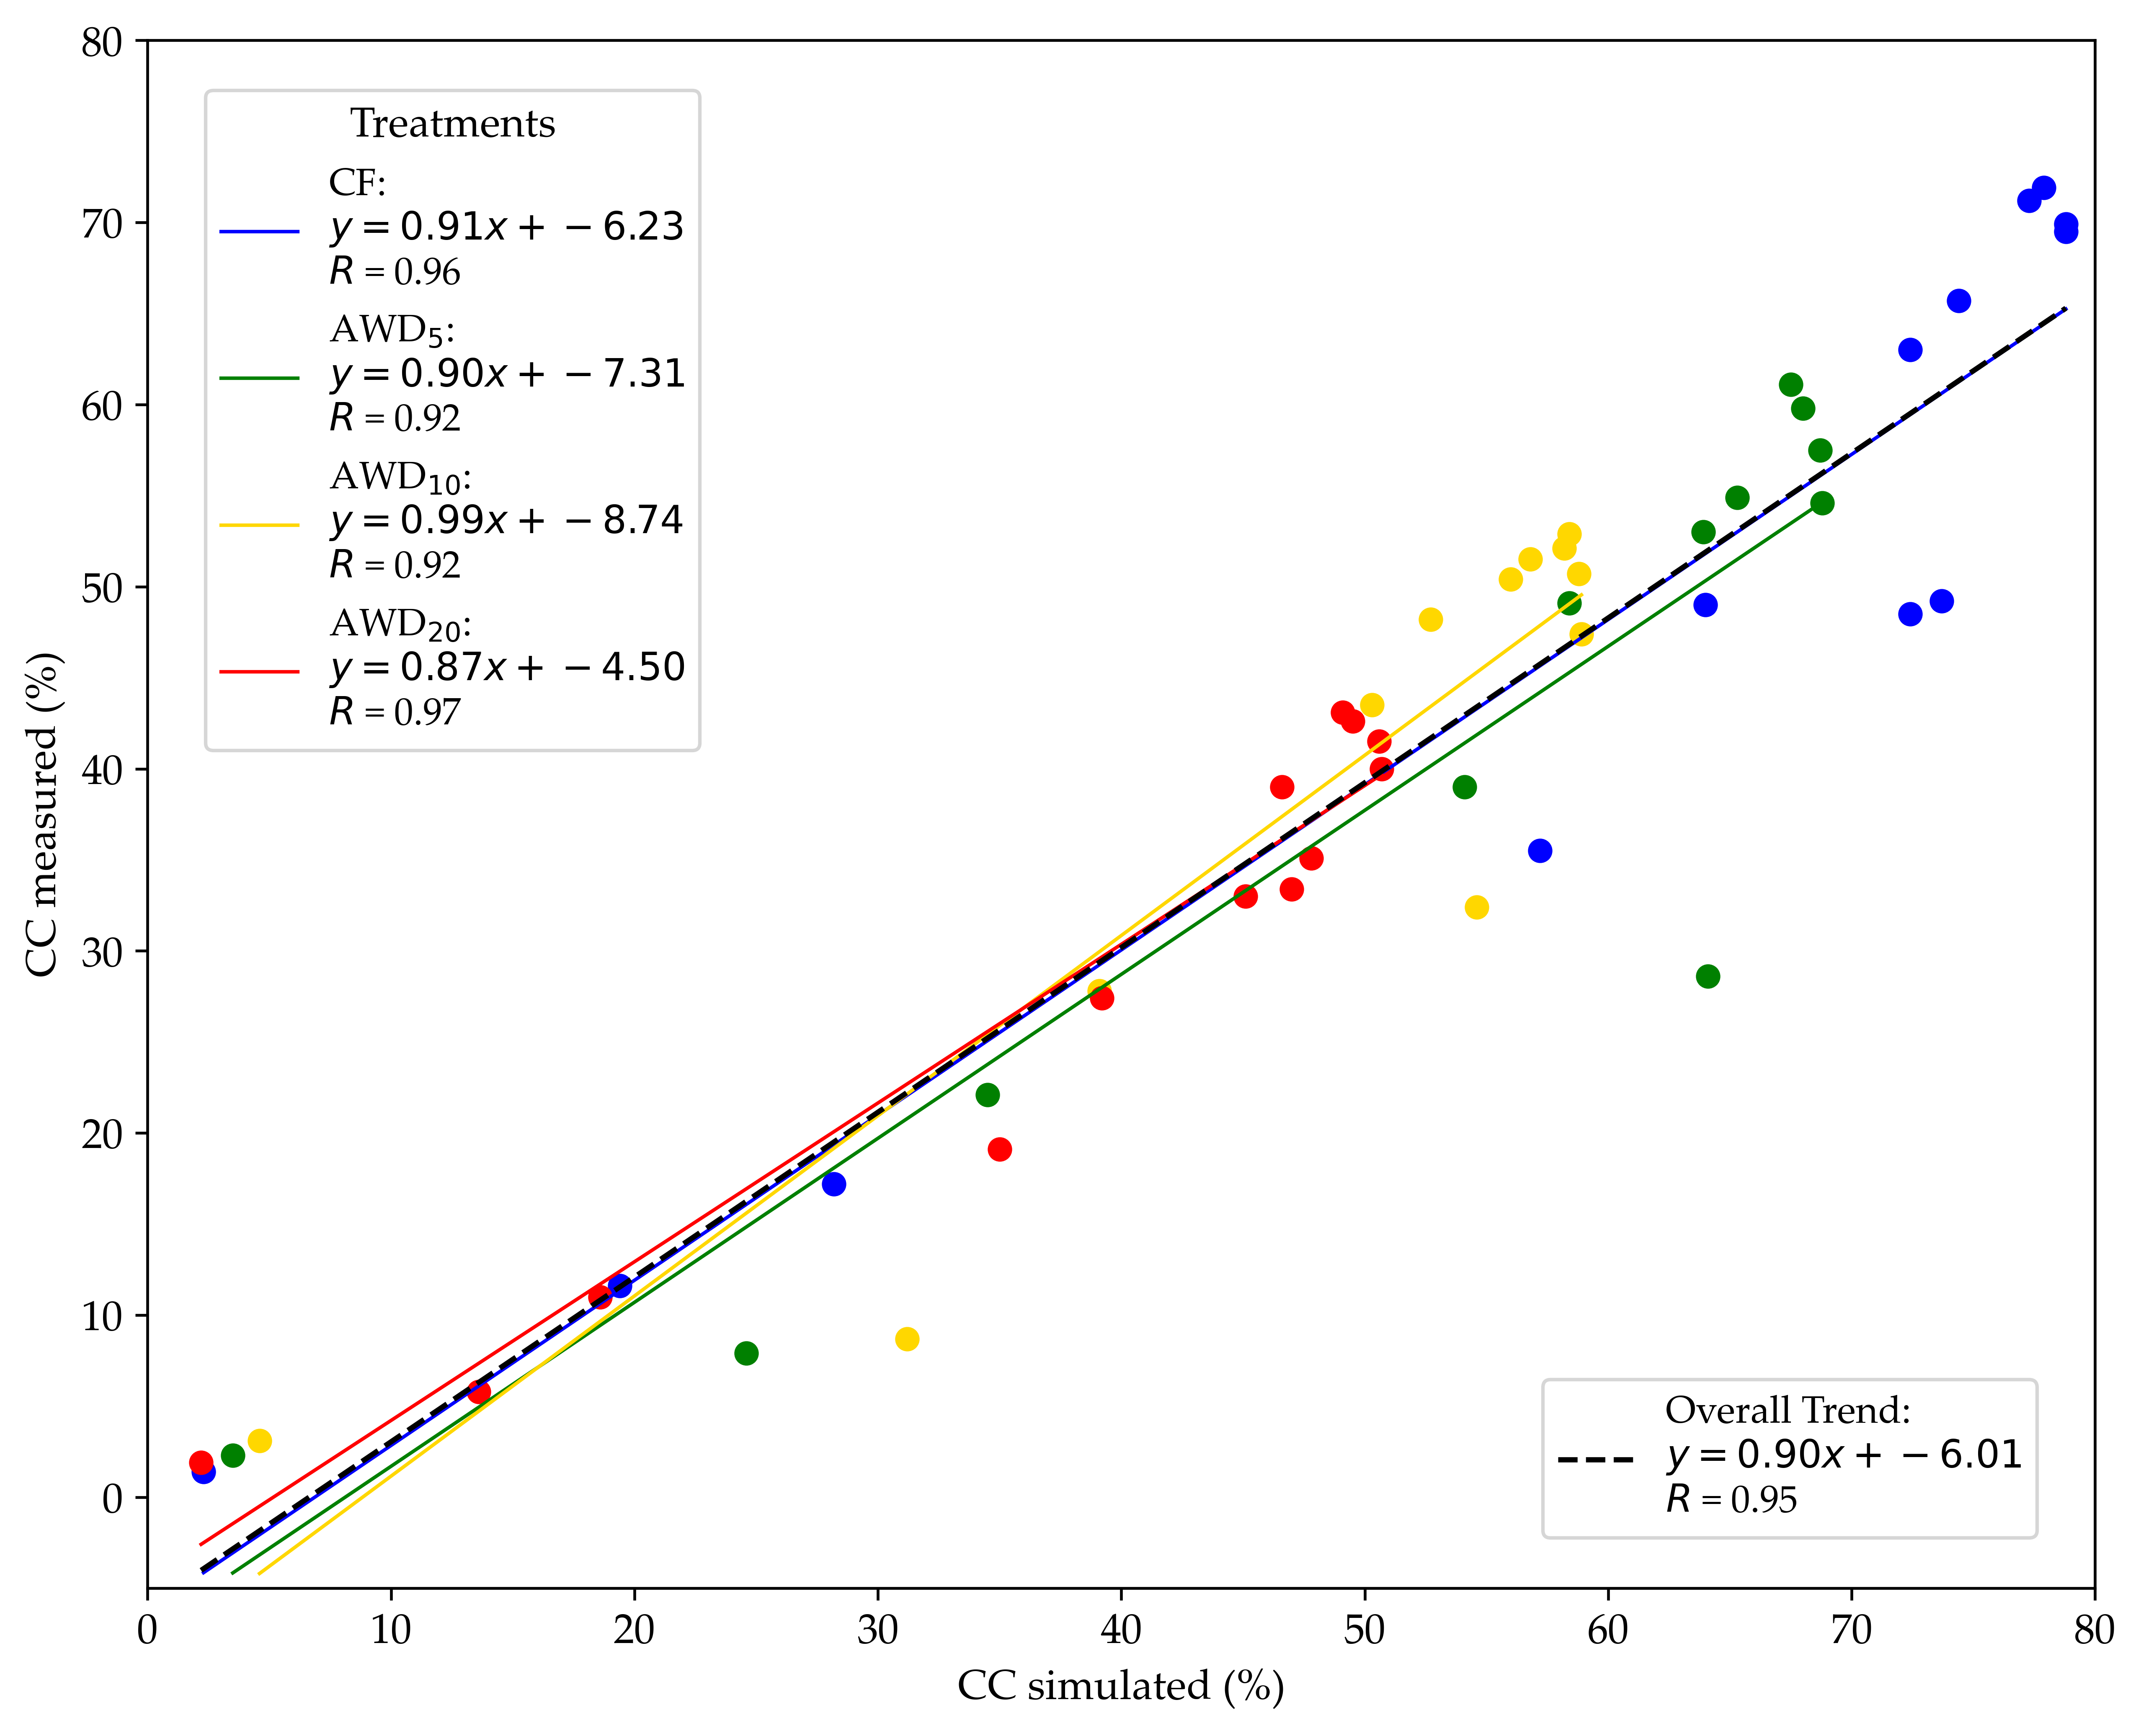 80
70
60
50
40
30
20
10
0
CC measured (%)
Treatments
CF:
y = 0.91x + −6.23
R = 0.96
AWD₅:
y = 0.90x + −7.31
R = 0.92
AWD₁₀:
y = 0.99x + −8.74
R = 0.92
AWD₂₀:
y = 0.87x + −4.50
R = 0.97
Overall Trend:
y = 0.90x + −6.01
R = 0.95
0 10 20 30 40 50 60 70 80
CC simulated (%)